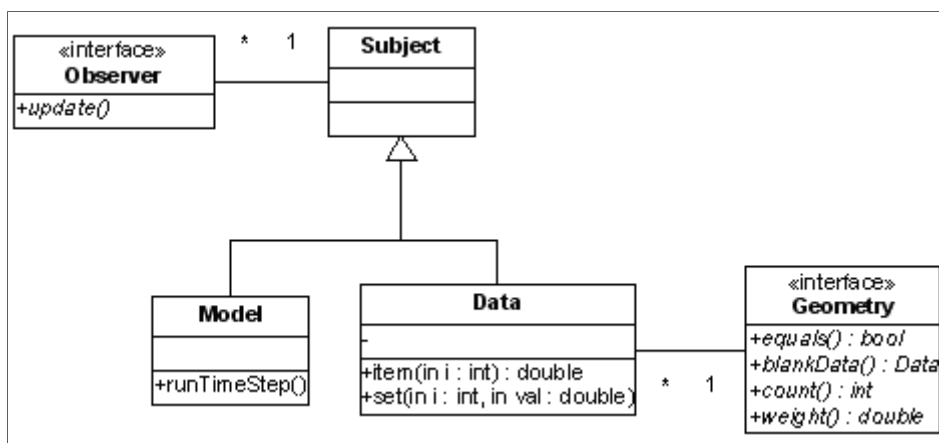 «interface»
Observer
+update()
* 1
Subject
Model
+runTimeStep()
Data
-
+item(in i : int) : double
+set(in i : int, in val : double)
* 1
«interface»
Geometry
+equals() : bool
+blankData() : Data
+count() : int
+weight() : double